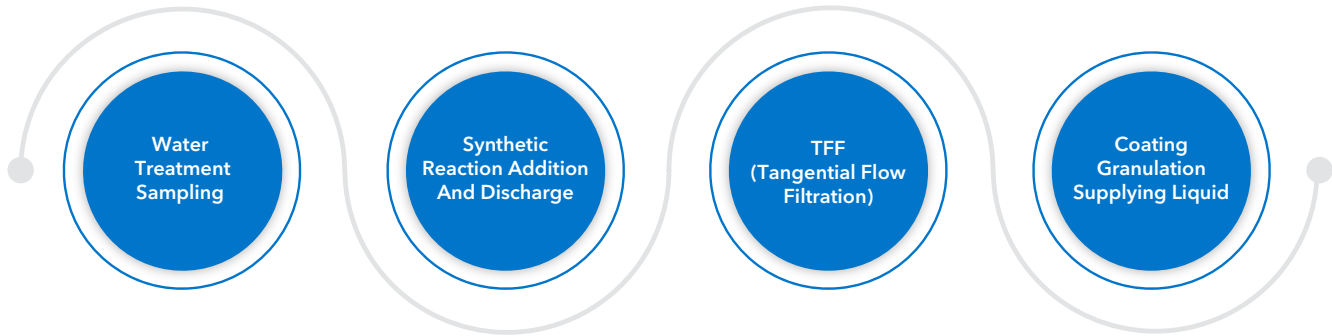 Water
Treatment
Sampling
Synthetic
Reaction Addition
And Discharge
TFF
(Tangential Flow
Filtration)
Coating
Granulation
Supplying Liquid